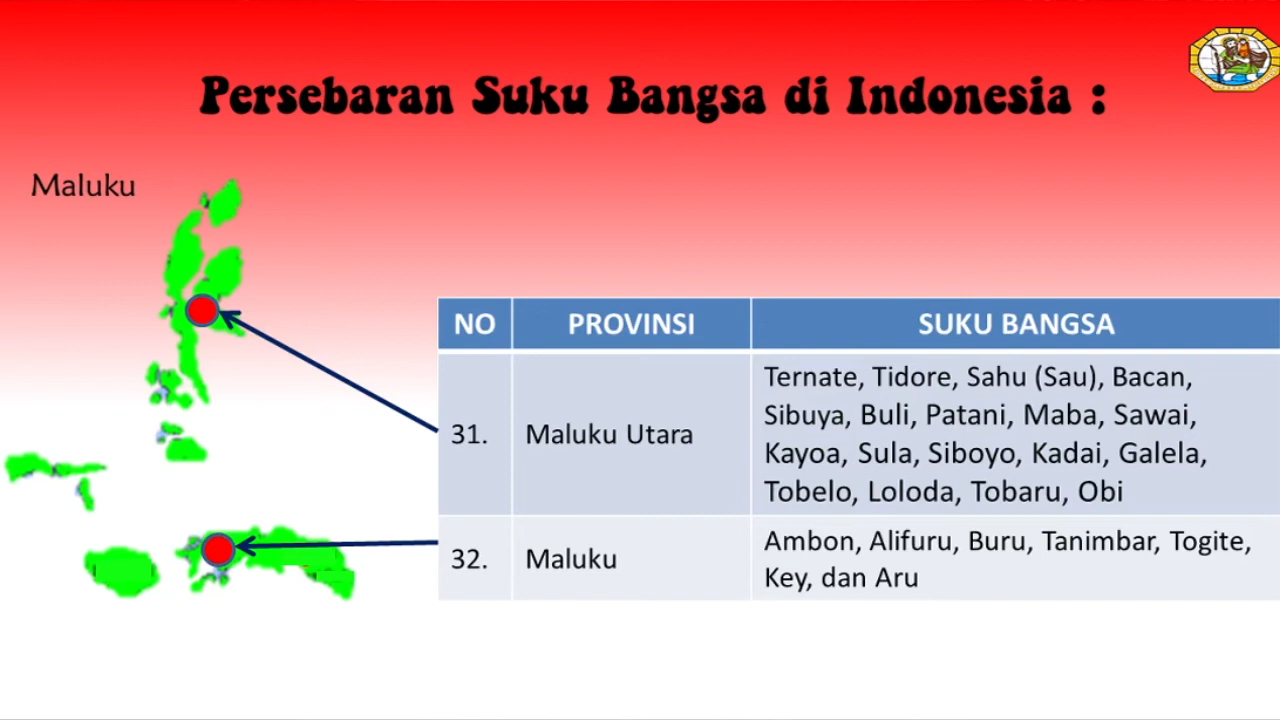 Persebaran Suku Bangsa di Indonesia :
Maluku
NO PROVINSI SUKU BANGSA
31. Maluku Utara
Ternate, Tidore, Sahu (Sau), Bacan,
Sibuya, Buli, Patani, Maba, Sawai,
Kayoa, Sula, Siboyo, Kadai, Galela,
Tobelo, Loloda, Tobaru, Obi
32. Maluku
Ambon, Alifuru, Buru, Tanimbar, Togite,
Key, dan Aru